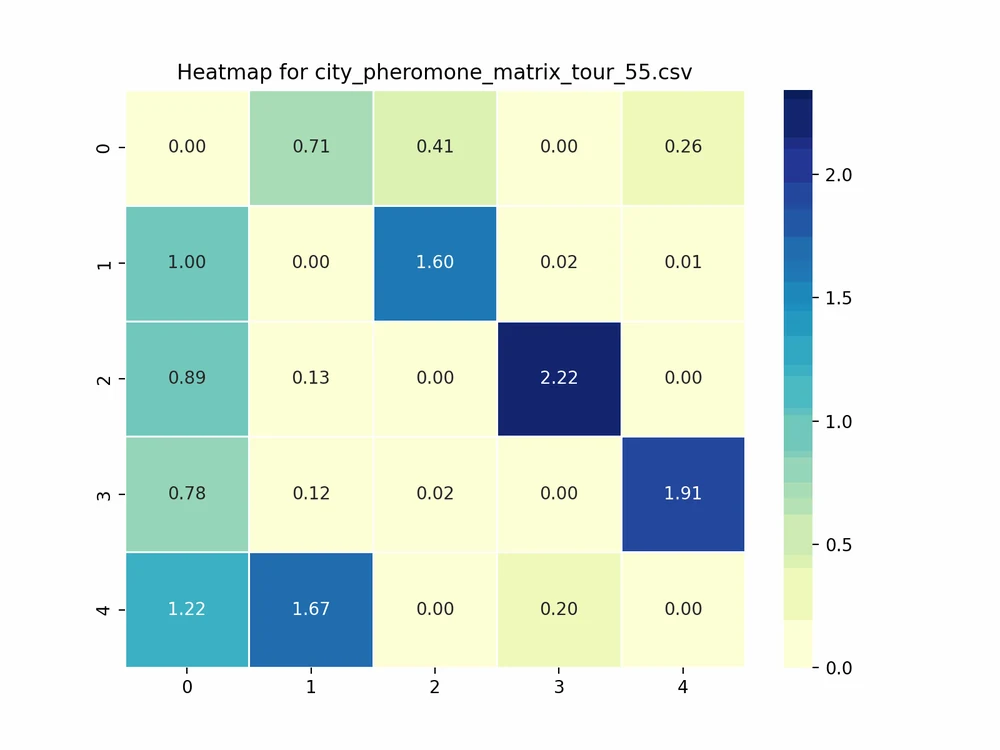 Heatmap for city_pheromone_matrix_tour_55.csv
0 0.00 0.71 0.41 0.00 0.26
1 1.00 0.00 1.60 0.02 0.01
2 0.89 0.13 0.00 2.22 0.00
3 0.78 0.12 0.02 0.00 1.91
4 1.22 1.67 0.00 0.20 0.00
0 1 2 3 4
2.0
1.5
1.0
0.5
0.0